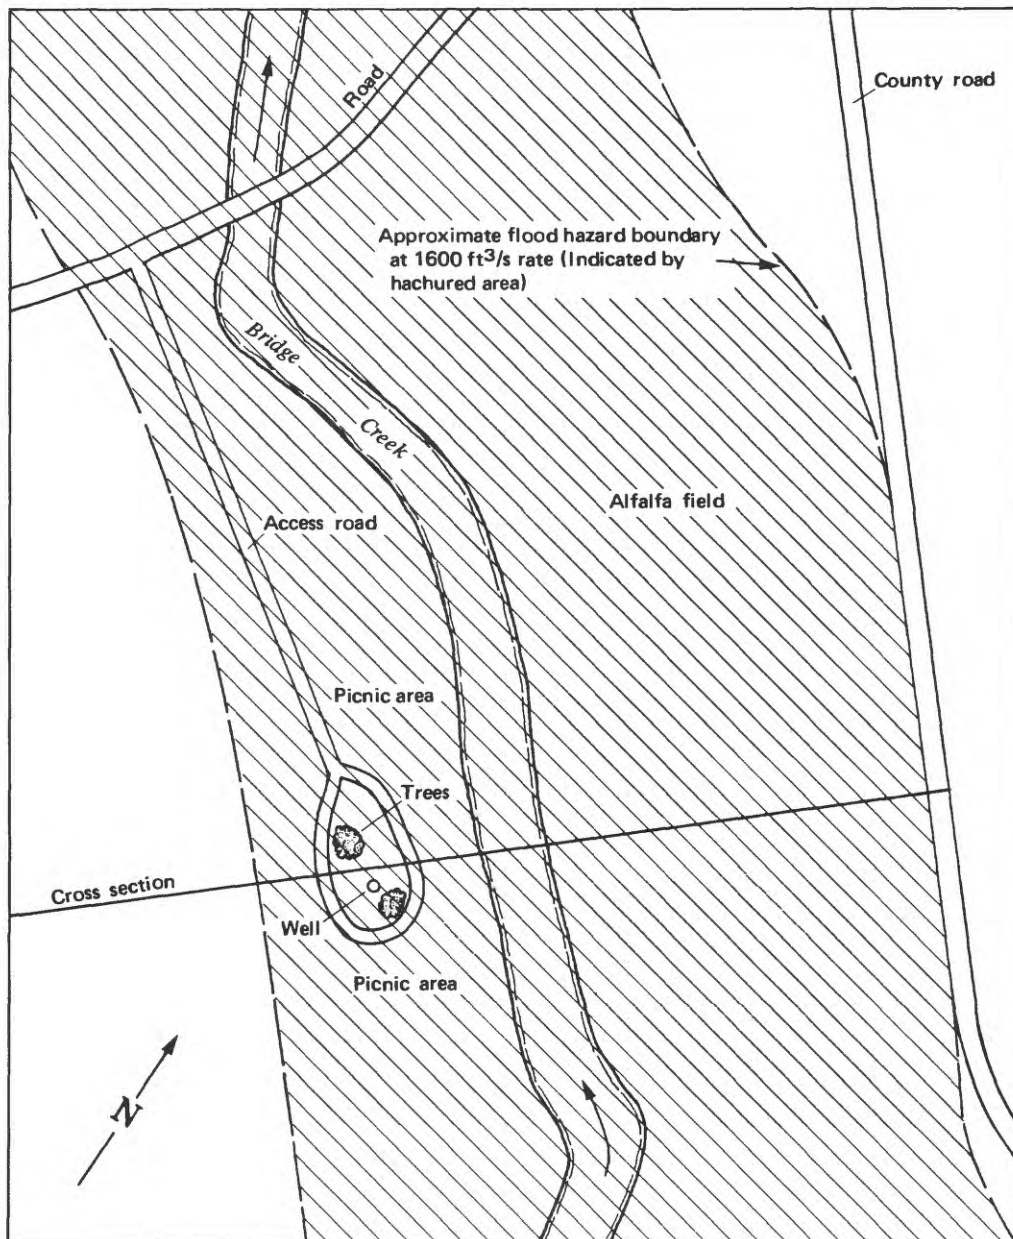 Road
County road
Approximate flood hazard boundary
at 1600 ft³/s rate (Indicated by
hachured area)
Bridge
Creek
Alfalfa field
Access road
Picnic area
Trees
Cross section
Well
Picnic area
N